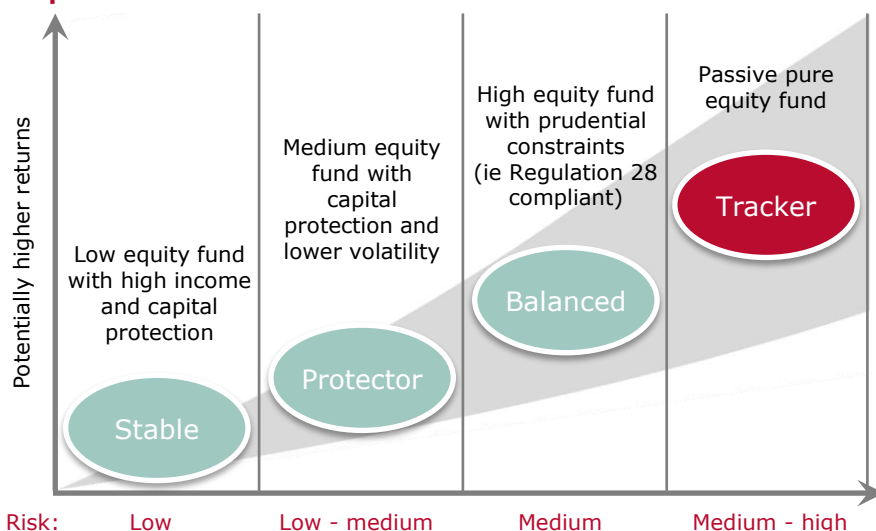 Potentially higher returns
Low equity fund
with high income
and capital
protection
Stable
Medium equity
fund with
capital
protection and
lower volatility
Protector
High equity fund
with prudential
constraints
(ie Regulation 28
compliant)
Balanced
Passive pure
equity fund
Tracker
Risk: Low Low - medium Medium Medium - high